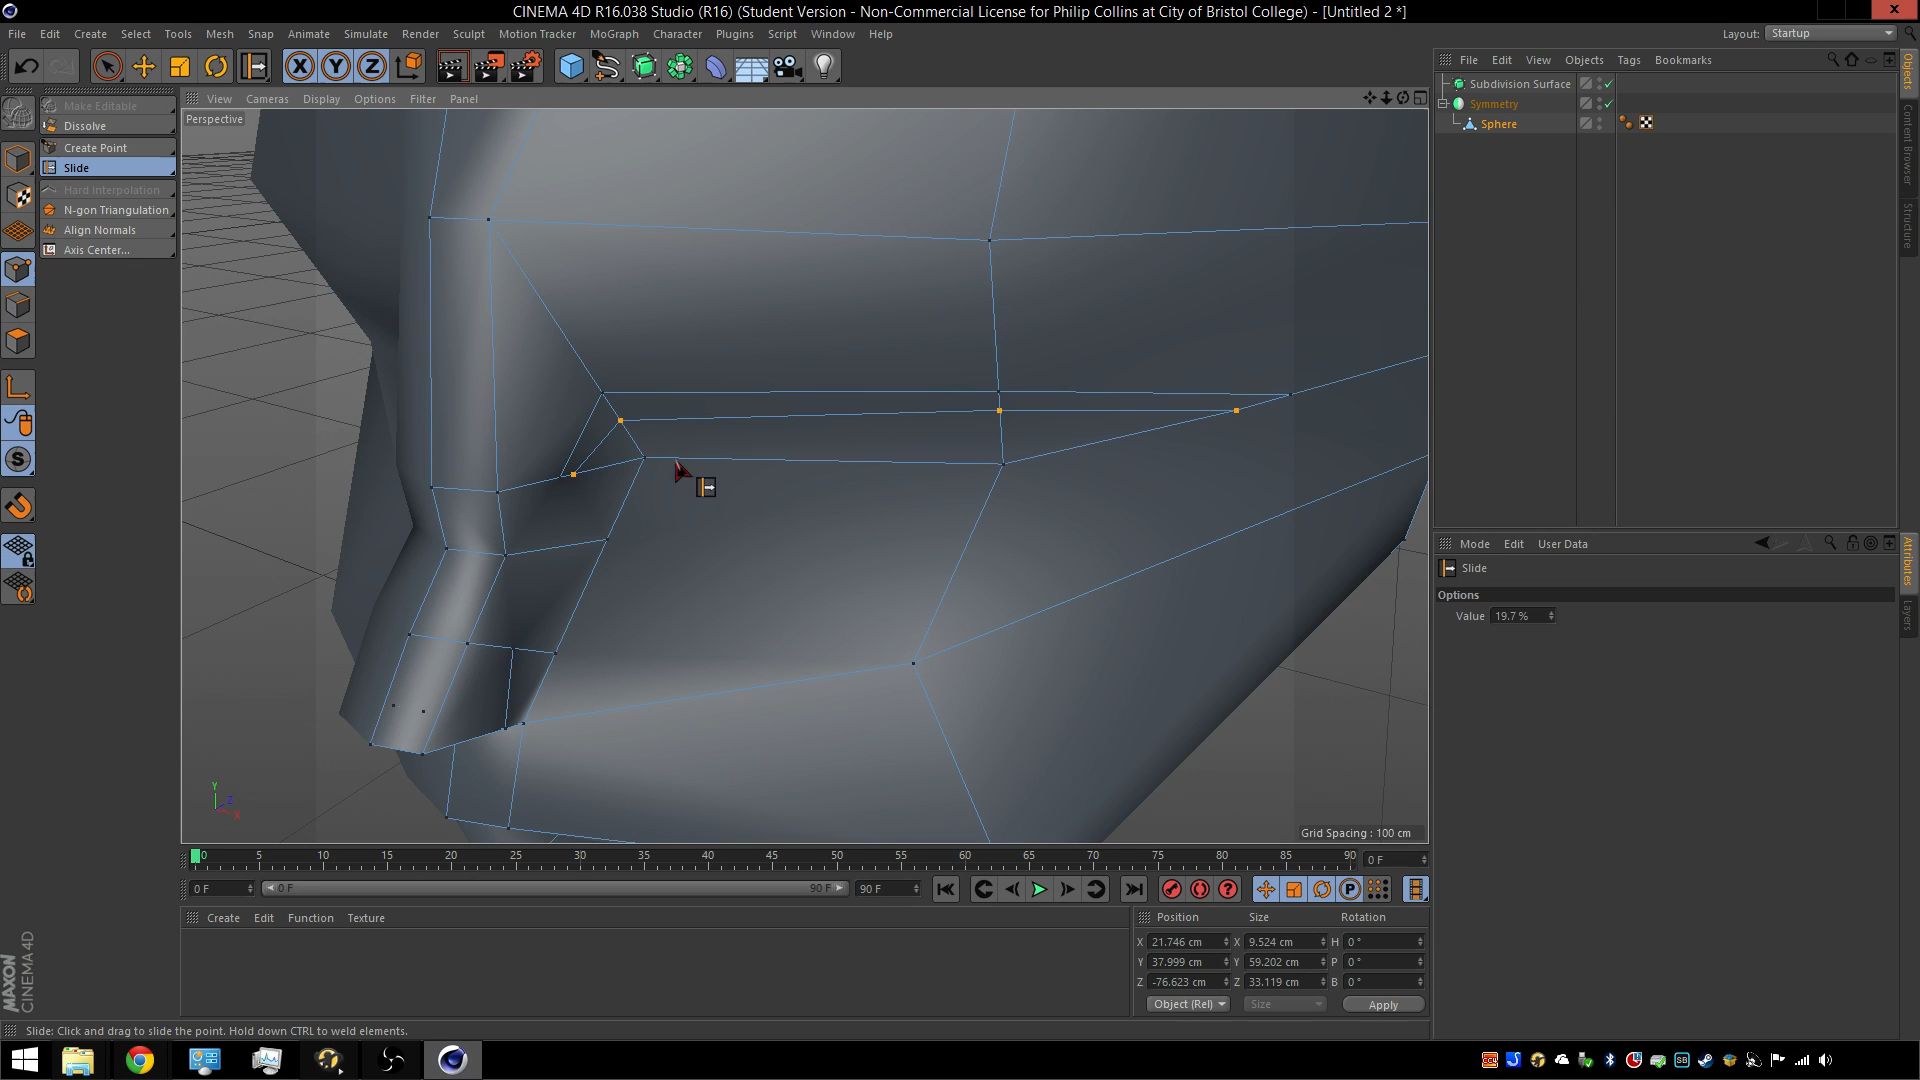 CINEMA 4D R16.038 Studio (R16) (Student Version - Non-Commercial License for Philip Collins at City of Bristol College) - [Untitled 2 *]
File Edit Create Select Tools Mesh Snap Animate Simulate Render Sculpt Motion Tracker MoGraph Character Plugins Script Window Help
Layout: Startup
File Edit View Objects Tags Bookmarks
Objects
Content Browser
Structure
Subdivision Surface
Symmetry
Sphere
Make Editable
Dissolve
Create Point
Slide
Hard Interpolation
N-gon Triangulation
Align Normals
Axis Center...
View Cameras Display Options Filter Panel
Perspective
Y
Z
X
Grid Spacing : 100 cm
Mode Edit User Data
Attributes
Layers
Slide
Options
Value 19.7 %
0 5 10 15 20 25 30 35 40 45 50 55 60 65 70 75 80 85 90 0 F
0 F 0 F 90 F 90 F
Create Edit Function Texture
Position Size Rotation
X 21.746 cm X 9.524 cm H 0 °
Y 37.999 cm Y 59.202 cm P 0 °
Z -76.623 cm Z 33.119 cm B 0 °
Object (Rel) Size Apply
MAXON
CINEMA 4D
Slide: Click and drag to slide the point. Hold down CTRL to weld elements.